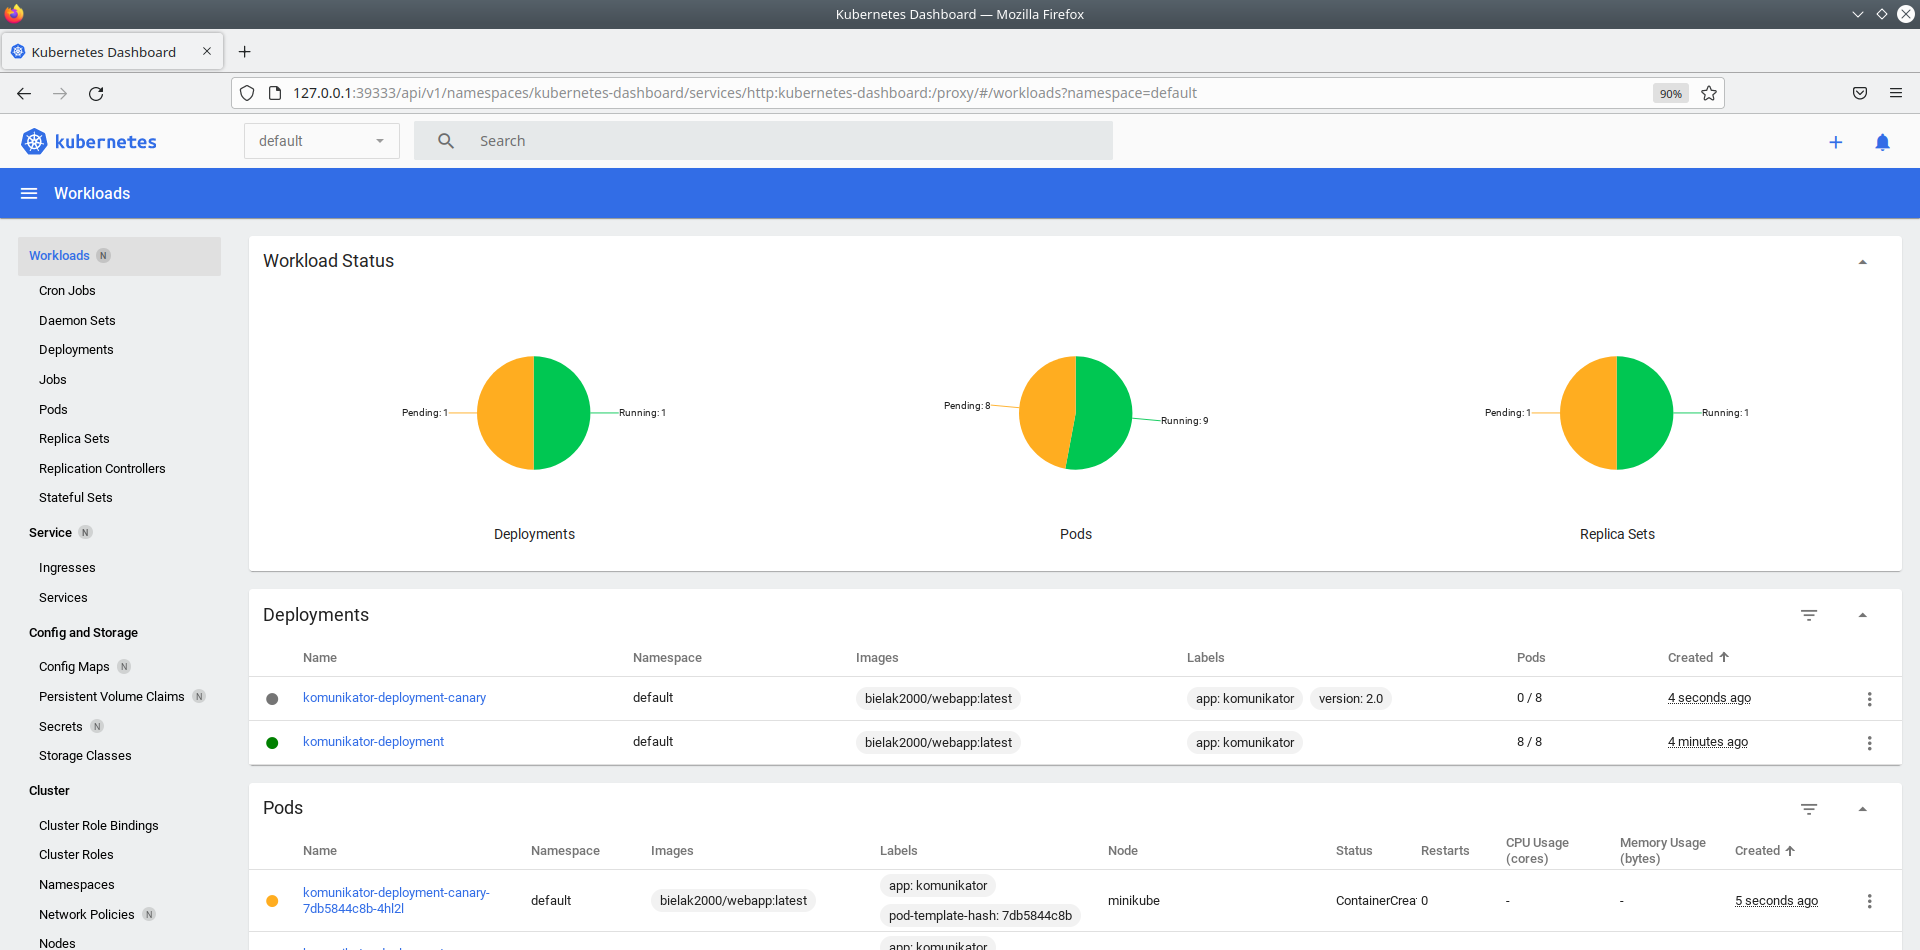 Kubernetes Dashboard — Mozilla Firefox
Kubernetes Dashboard
127.0.0.1:39333/api/v1/namespaces/kubernetes-dashboard/services/http:kubernetes-dashboard:/proxy/#/workloads?namespace=default
90%
kubernetes
default
Search
Workloads
Workloads N
Cron Jobs
Daemon Sets
Deployments
Jobs
Pods
Replica Sets
Replication Controllers
Stateful Sets
Service N
Ingresses
Services
Config and Storage
Config Maps N
Persistent Volume Claims N
Secrets N
Storage Classes
Cluster
Cluster Role Bindings
Cluster Roles
Namespaces
Network Policies N
Nodes
Workload Status
Pending: 1
Running: 1
Deployments
Pending: 8
Running: 9
Pods
Pending: 1
Running: 1
Replica Sets
Deployments
Name Namespace Images Labels Pods Created
komunikator-deployment-canary default bielak2000/webapp:latest app: komunikator version: 2.0 0 / 8 4 seconds ago
komunikator-deployment default bielak2000/webapp:latest app: komunikator 8 / 8 4 minutes ago
Pods
Name Namespace Images Labels Node Status Restarts CPU Usage (cores) Memory Usage (bytes) Created
komunikator-deployment-canary-
7db5844c8b-4hl2l
default
bielak2000/webapp:latest
app: komunikator
pod-template-hash: 7db5844c8b
minikube
ContainerCrea
0
-
-
5 seconds ago
app: komunikator